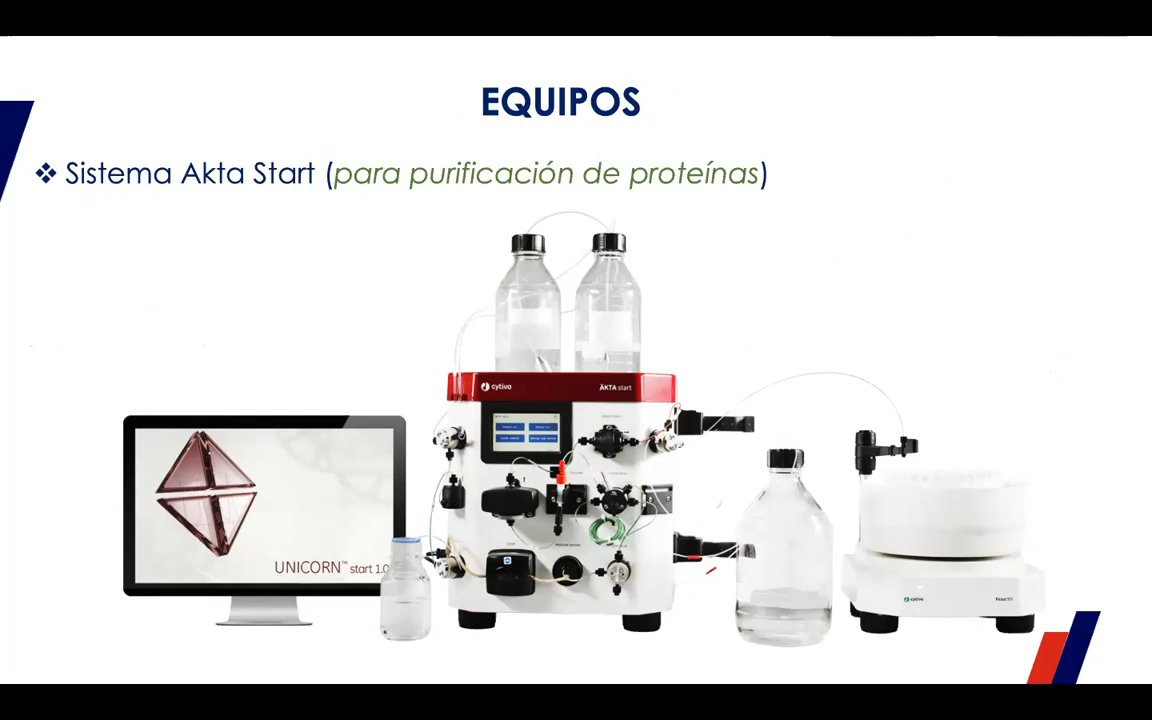 EQUIPOS
❖ Sistema Akta Start (para purificación de proteínas)
cytiva
ÄKTA start
UNICORN™ start 1.0
cytiva